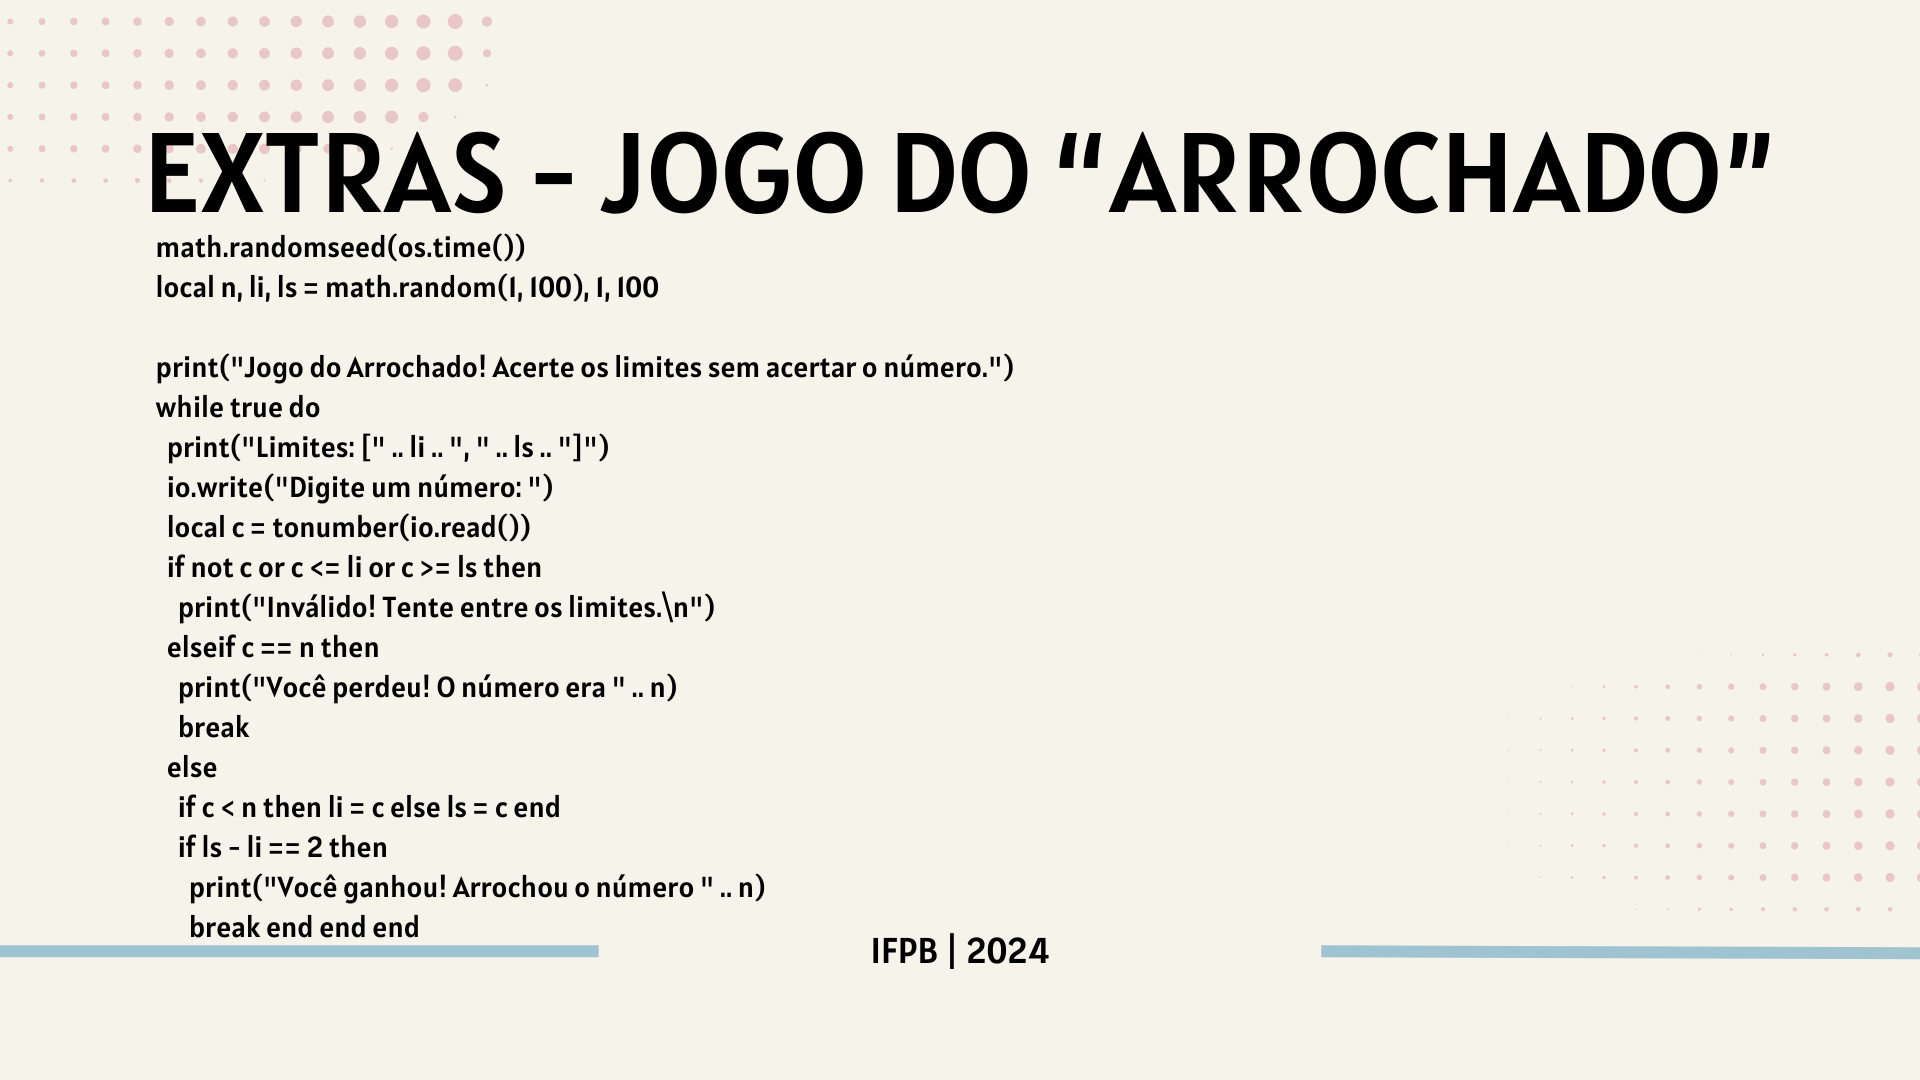 EXTRAS - JOGO DO “ARROCHADO”
math.randomseed(os.time())
local n, li, ls = math.random(1, 100), 1, 100

print("Jogo do Arrochado! Acerte os limites sem acertar o número.")
while true do
  print("Limites: [" .. li .. ", " .. ls .. "]")
  io.write("Digite um número: ")
  local c = tonumber(io.read())
  if not c or c <= li or c >= ls then
    print("Inválido! Tente entre os limites.\n")
  elseif c == n then
    print("Você perdeu! O número era " .. n)
    break
  else
    if c < n then li = c else ls = c end
    if ls - li == 2 then
      print("Você ganhou! Arrochou o número " .. n)
      break end end end
IFPB | 2024